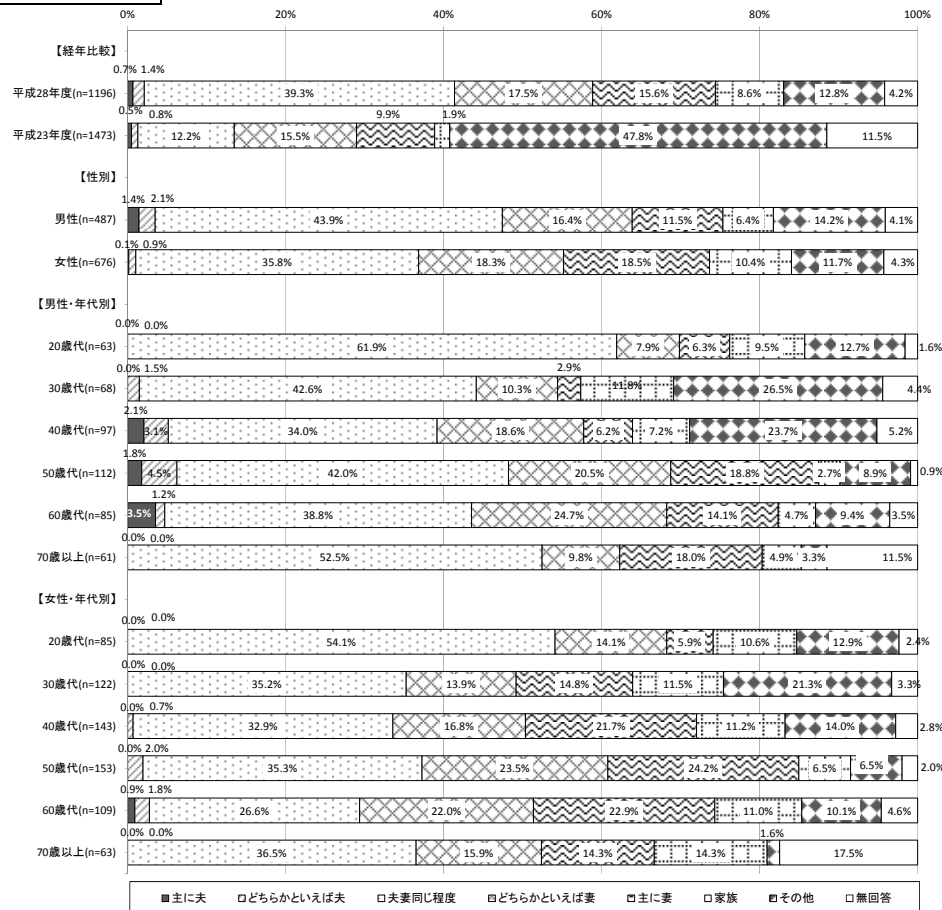 0% 20% 40% 60% 80% 100%
【経年比較】
0.7% 1.4%
平成28年度(n=1196) 39.3% 17.5% 15.6% 8.6% 12.8% 4.2%
0.5% 0.8% 9.9% 1.9%
平成23年度(n=1473) 12.2% 15.5% 47.8% 11.5%
【性別】
1.4% 2.1%
男性(n=487) 43.9% 16.4% 11.5% 6.4% 14.2% 4.1%
0.1% 0.9%
女性(n=676) 35.8% 18.3% 18.5% 10.4% 11.7% 4.3%
【男性・年代別】
0.0% 0.0%
20歳代(n=63) 61.9% 7.9% 6.3% 9.5% 12.7% 1.6%
0.0% 1.5% 2.9%
30歳代(n=68) 42.6% 10.3% 11.8% 26.5% 4.4%
2.1%
40歳代(n=97) 3.1% 34.0% 18.6% 6.2% 7.2% 23.7% 5.2%
1.8%
50歳代(n=112) 4.5% 42.0% 20.5% 18.8% 2.7% 8.9% 0.9%
1.2%
60歳代(n=85) 3.5% 38.8% 24.7% 14.1% 4.7% 9.4% 3.5%
0.0% 0.0%
70歳以上(n=61) 52.5% 9.8% 18.0% 4.9% 3.3% 11.5%
【女性・年代別】
0.0% 0.0%
20歳代(n=85) 54.1% 14.1% 5.9% 10.6% 12.9% 2.4%
0.0% 0.0%
30歳代(n=122) 35.2% 13.9% 14.8% 11.5% 21.3% 3.3%
0.0% 0.7%
40歳代(n=143) 32.9% 16.8% 21.7% 11.2% 14.0% 2.8%
0.0% 2.0%
50歳代(n=153) 35.3% 23.5% 24.2% 6.5% 6.5% 2.0%
0.9% 1.8%
60歳代(n=109) 26.6% 22.0% 22.9% 11.0% 10.1% 4.6%
0.0% 0.0% 1.6%
70歳以上(n=63) 36.5% 15.9% 14.3% 14.3% 17.5%
主に夫 どちらかといえば夫 夫妻同じ程度 どちらかといえば妻 主に妻 家族 その他 無回答